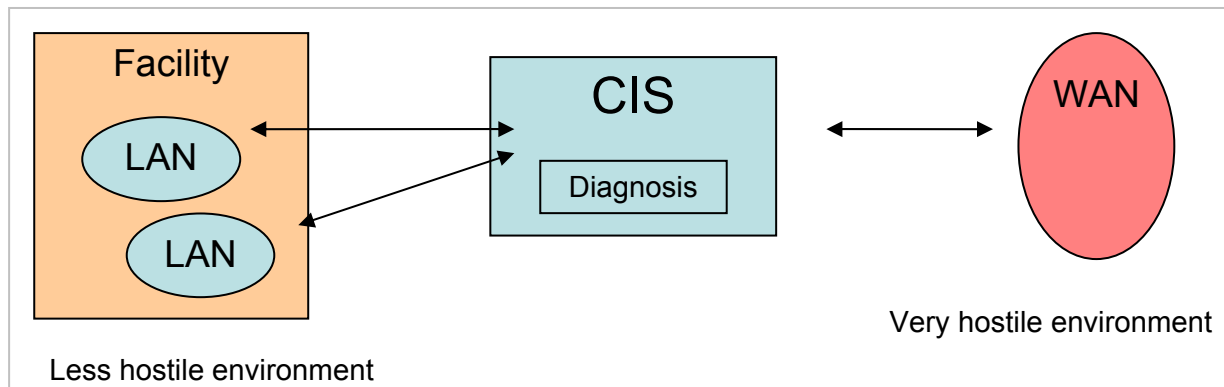 Facility
LAN
LAN
CIS
Diagnosis
WAN
Very hostile environment
Less hostile environment